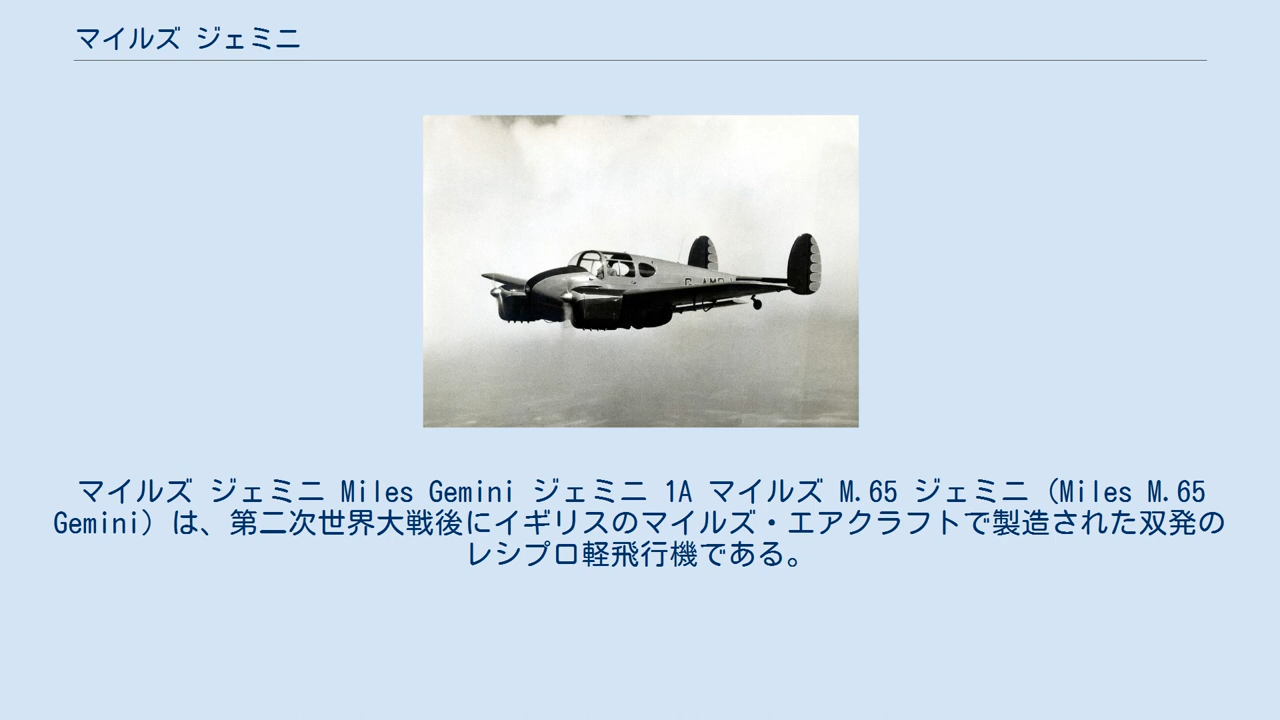 マイルズ ジェミニ
マイルズ ジェミニ Miles Gemini ジェミニ 1A マイルズ M.65 ジェミニ（Miles M.65
Gemini）は、第二次世界大戦後にイギリスのマイルズ・エアクラフトで製造された双発の
レシプロ軽飛行機である。